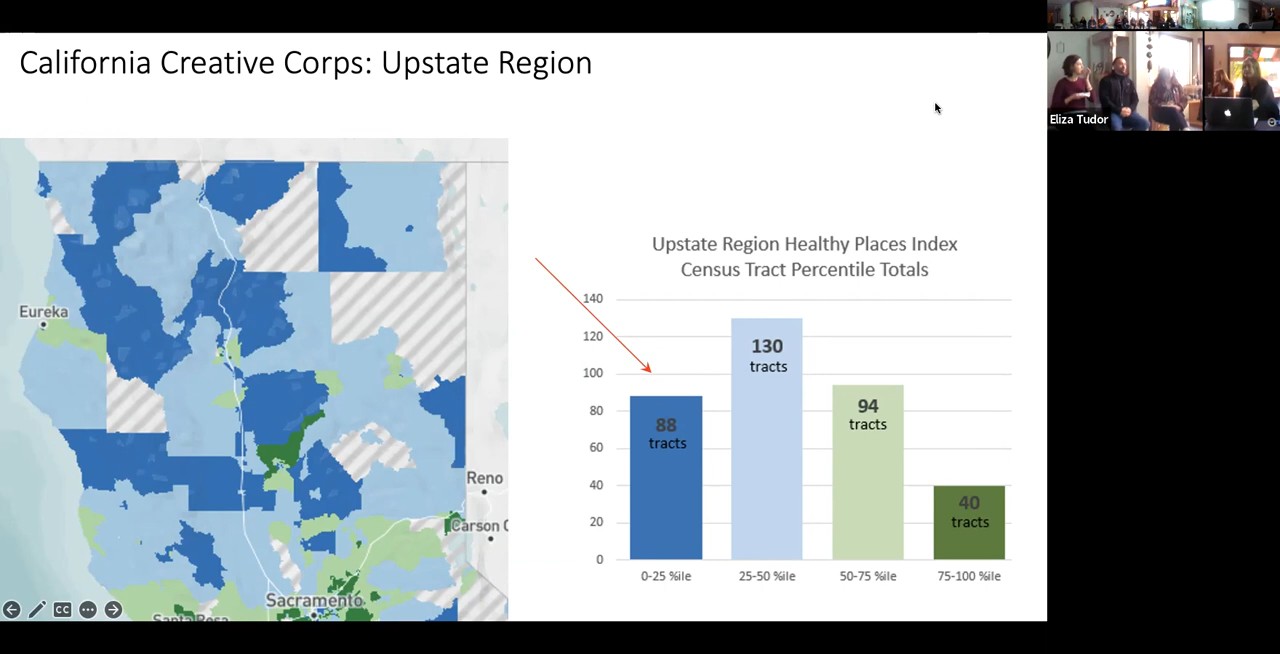 California Creative Corps: Upstate Region
Eliza Tudor
Eureka
Reno
Carson C
Sacramento
Santa Rosa
CC
Upstate Region Healthy Places Index
Census Tract Percentile Totals
140
120
100
80
60
40
20
0
88
tracts
130
tracts
94
tracts
40
tracts
0-25 %ile
25-50 %ile
50-75 %ile
75-100 %ile